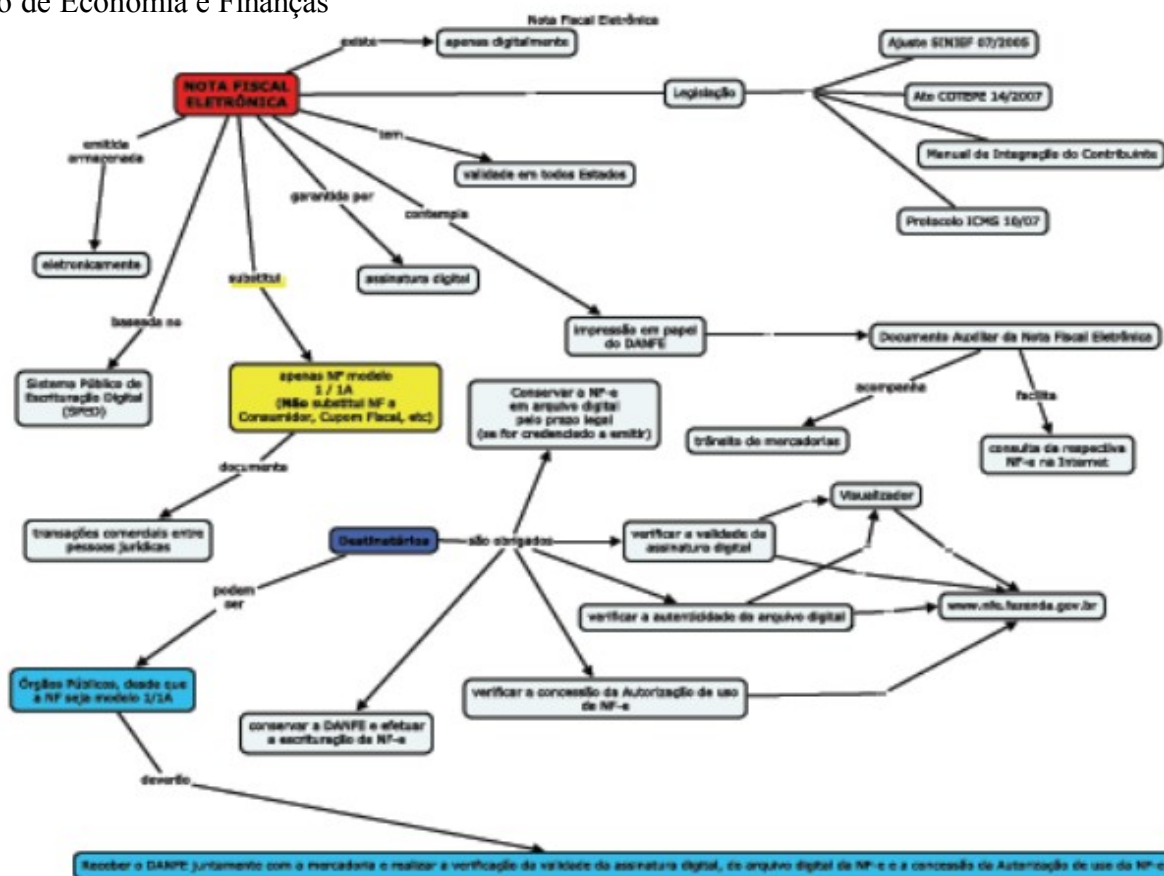 o de Economia e Finanças
Nota Fiscal Eletrônica
existe
apenas digitalmente
Ajuste SINIEF 07/2005
NOTA FISCAL
ELETRÔNICA
Legislação
Ato COTEPE 14/2007
tem
emitida
armazenada
Manual de Integração do Contribuinte
validade em todos Estados
garantida por
contempla
Protocolo ICMS 10/07
eletronicamente
substitui
assinatura digital
baseada no
impressão em papel
do DANFE
Documento Auxiliar da Nota Fiscal Eletrônica
Sistema Público de
Escrituração Digital
(SPED)
apenas NF modelo
1 / 1A
(Não substitui NF a
Consumidor, Cupom Fiscal, etc)
Conservar a NF-e
em arquivo digital
pelo prazo legal
(se for credenciado a emitir)
acompanha
facilita
trânsito de mercadorias
consulta da respectiva
NF-e na Internet
documenta
Visualizador
transações comerciais entre
pessoas jurídicas
Destinatários
são obrigados
verificar a validade da
assinatura digital
podem
ser
verificar a autenticidade do arquivo digital
www.nfe.fazenda.gov.br
Órgãos Públicos, desde que
a NF seja modelo 1/1A
verificar a concessão da Autorização de uso
da NF-e
conservar a DANFE e efetuar
a escrituração da NF-e
deverão
Receber o DANFE juntamente com a mercadoria e realizar a verificação da validade da assinatura digital, do arquivo digital da NF-e e a concessão da Autorização de uso da NF-e